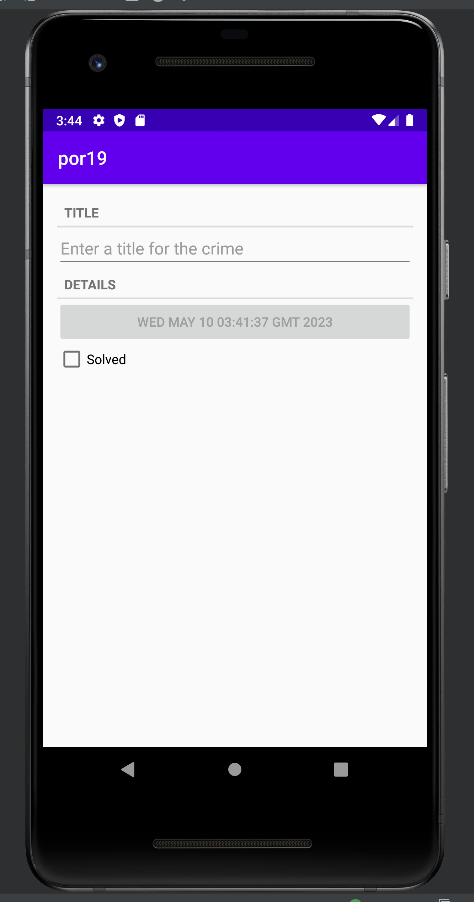 3:44
por19
TITLE
Enter a title for the crime
DETAILS
WED MAY 10 03:41:37 GMT 2023
Solved